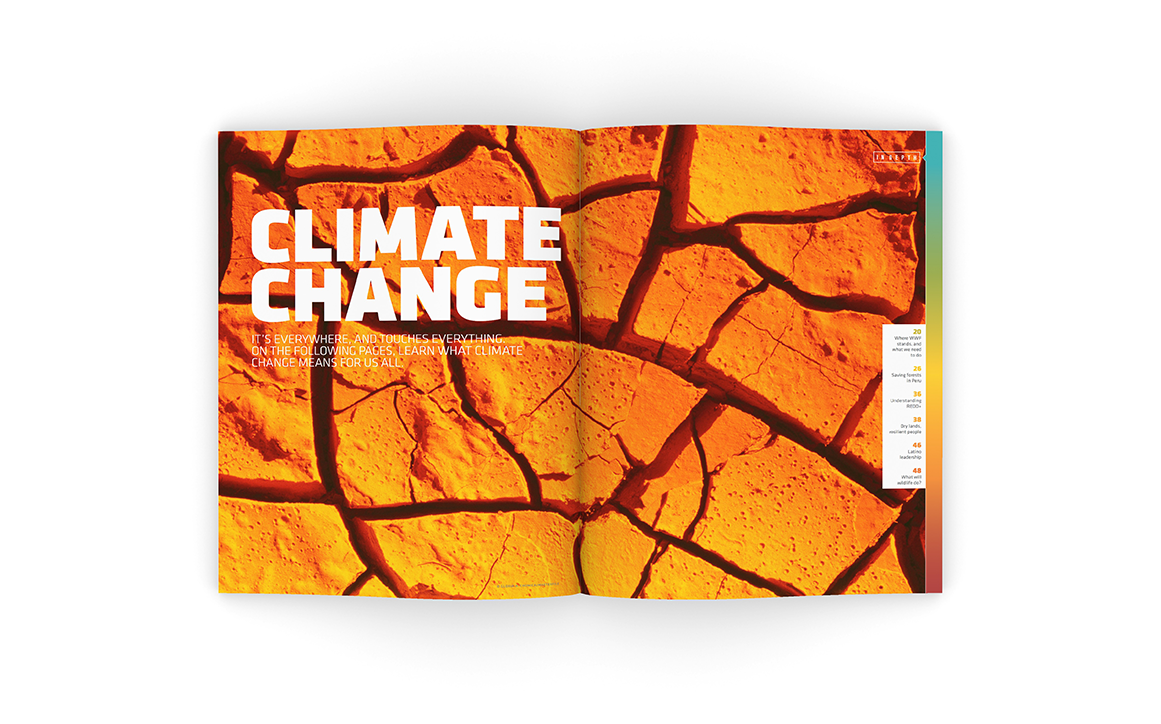 CLIMATE
CHANGE
IT'S EVERYWHERE, AND TOUCHES EVERYTHING.
ON THE FOLLOWING PAGES, LEARN WHAT CLIMATE
CHANGE MEANS FOR US ALL.
IN DEPTH
20
Where WWF
stands, and
what we need
to do
26
Saving forests
in Peru
36
Understanding
REDD+
38
Dry lands,
resilient people
46
Latino
leadership
48
What will
wildlife do?